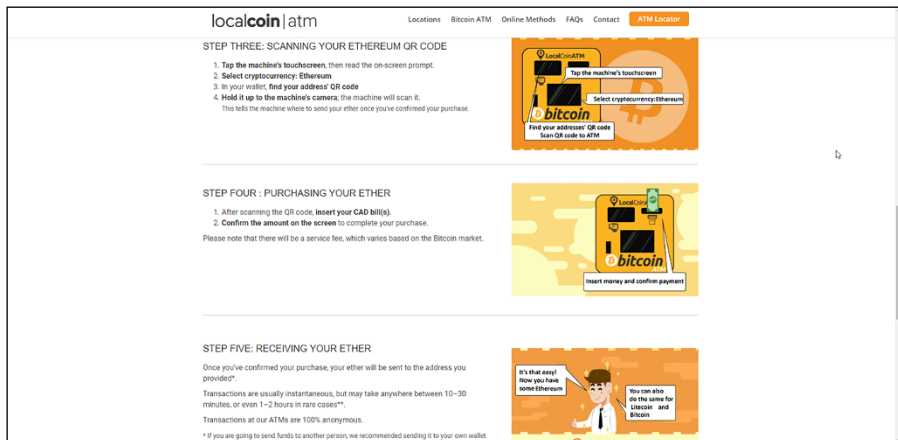 localcoin|atm
Locations Bitcoin ATM Online Methods FAQs Contact ATM Locator
STEP THREE: SCANNING YOUR ETHEREUM QR CODE
1. Tap the machine's touchscreen, then read the on-screen prompt.
2. Select cryptocurrency: Ethereum
3. In your wallet, find your address' QR code
4. Hold it up to the machine's camera; the machine will scan it.
This tells the machine where to send your ether once you've confirmed your purchase.
LocalCoinATM
Tap the machine's touchscreen
Select cryptocurrency:Ethereum
bitcoin
Find your addresses' QR code
Scan QR code to ATM
STEP FOUR : PURCHASING YOUR ETHER
1. After scanning the QR code, insert your CAD bill(s).
2. Confirm the amount on the screen to complete your purchase.
Please note that there will be a service fee, which varies based on the Bitcoin market.
LocalCoin
bitcoin
ATM
Insert money and confirm payment
STEP FIVE: RECEIVING YOUR ETHER
Once you've confirmed your purchase, your ether will be sent to the address you
provided*.
Transactions are usually instantaneous, but may take anywhere between 10–30
minutes, or even 1–2 hours in rare cases**.
Transactions at our ATMs are 100% anonymous.
* If you are going to send funds to another person, we recommended sending it to your own wallet
It's that easy!
Now you have
some Ethereum
You can also
do the same for
Litecoin and
Bitcoin